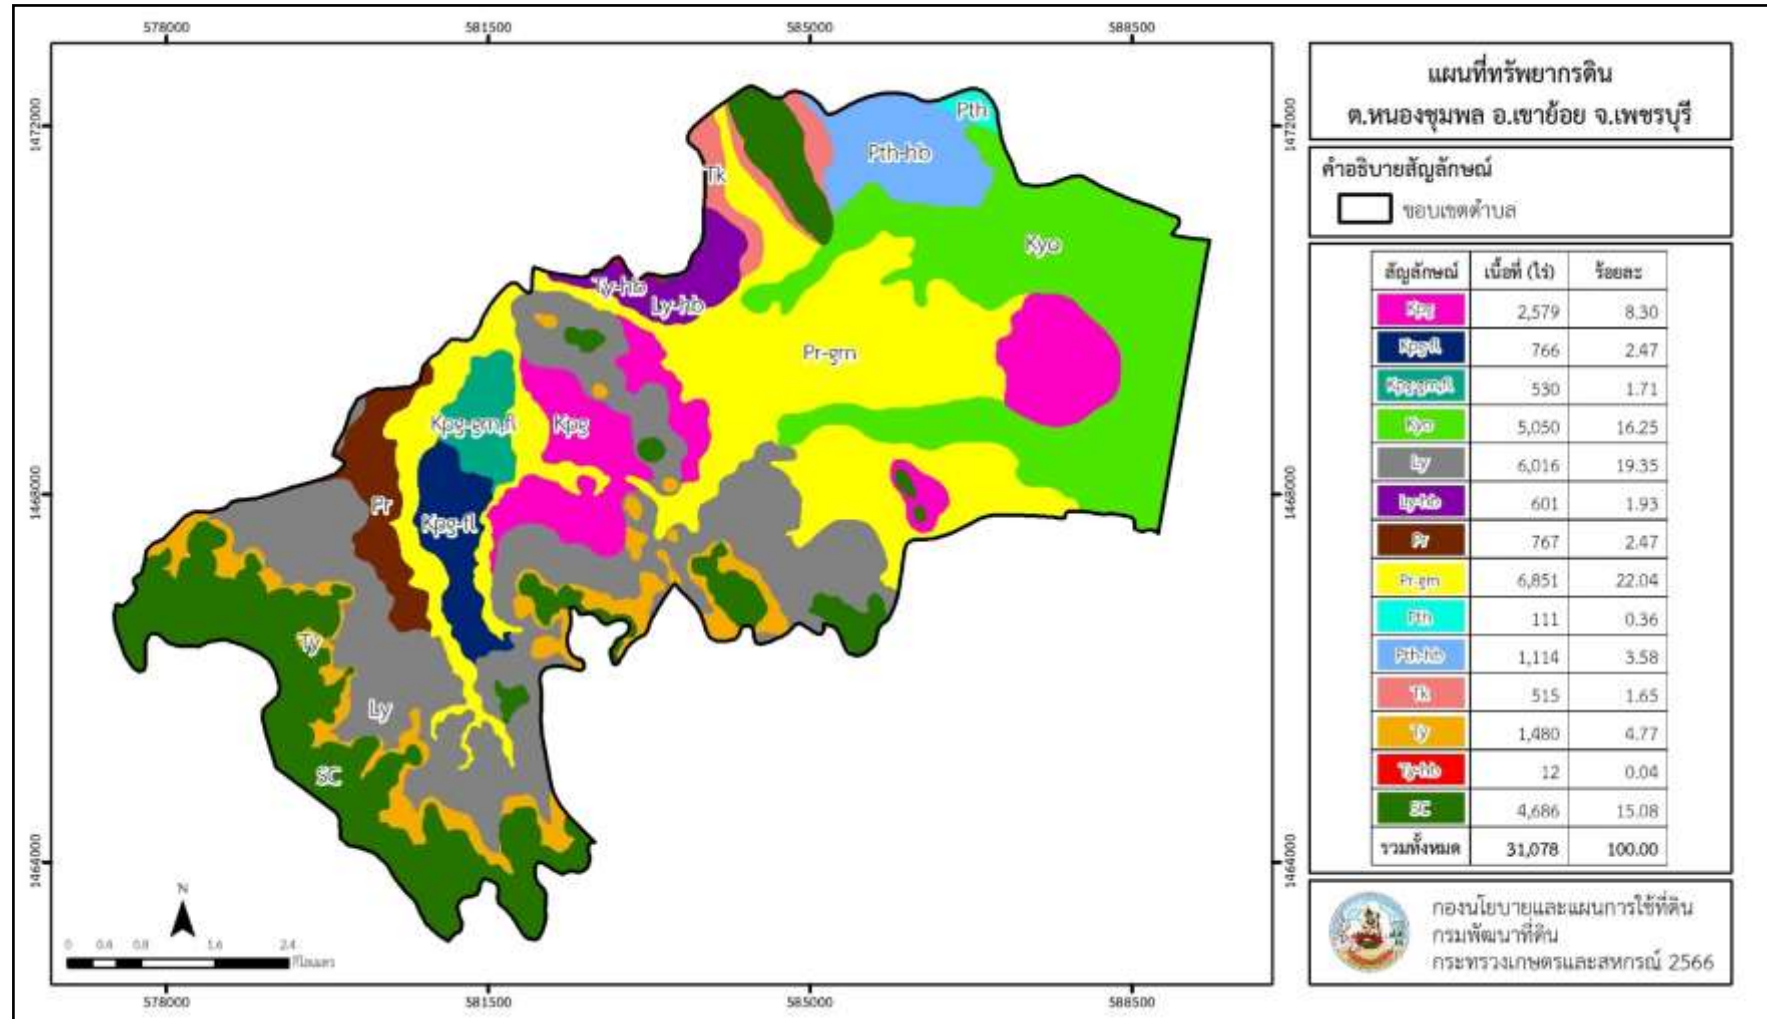 578000 581500 585000 588500
แผนที่ทรัพยากรดิน
ต.หนองชุมพล อ.เขาย้อย จ.เพชรบุรี
คำอธิบายสัญลักษณ์
ขอบเขตตำบล
1472000 1472000
1468000 1468000
1464000 1464000
Pth
Pth-hb
Tk
Kyo
Ty-hb
Ly-hb
Pr-gm
Kpg-gm,fl
Kpg
Pr
Kpg-fl
Ty
Ly
SC
สัญลักษณ์ เนื้อที่ (ไร่) ร้อยละ
Kpg 2,579 8.30
Kpg-fl 766 2.47
Kpg-gm,fl 530 1.71
Kyo 5,050 16.25
Ly 6,016 19.35
Ly-hb 601 1.93
Pr 767 2.47
Pr-gm 6,851 22.04
Pth 111 0.36
Pth-hb 1,114 3.58
Tk 515 1.65
Ty 1,480 4.77
Ty-hb 12 0.04
SC 4,686 15.08
รวมทั้งหมด 31,078 100.00
N
0 0.4 0.8 1.6 2.4
กิโลเมตร
กองนโยบายและแผนการใช้ที่ดิน
กรมพัฒนาที่ดิน
กระทรวงเกษตรและสหกรณ์ 2566
578000 581500 585000 588500